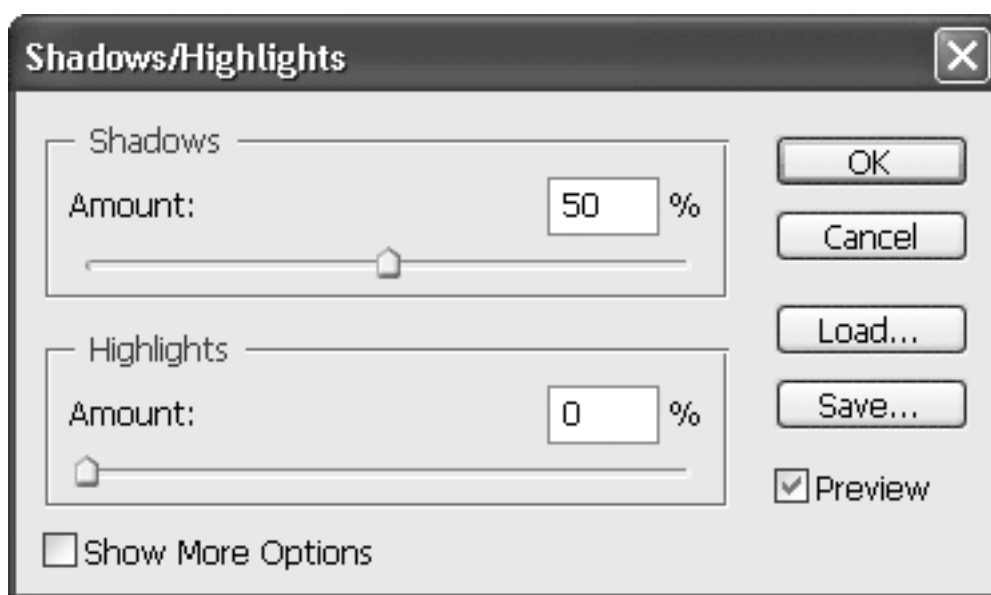 Shadows/Highlights
Shadows
Amount: 50 %
Highlights
Amount: 0 %
Show More Options
OK
Cancel
Load...
Save...
Preview